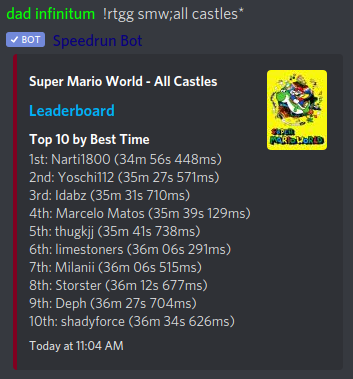 dad infinitum !rtgg smw;all castles*
✓ BOT Speedrun Bot
Super Mario World - All Castles
SUPER MARIO WORLD
Leaderboard
Top 10 by Best Time
1st: Narti1800 (34m 56s 448ms)
2nd: Yoschi112 (35m 27s 571ms)
3rd: Idabz (35m 31s 710ms)
4th: Marcelo Matos (35m 39s 129ms)
5th: thugkjj (35m 41s 738ms)
6th: limestoners (36m 06s 291ms)
7th: Milanii (36m 06s 515ms)
8th: Storster (36m 12s 677ms)
9th: Deph (36m 27s 704ms)
10th: shadyforce (36m 34s 626ms)
Today at 11:04 AM